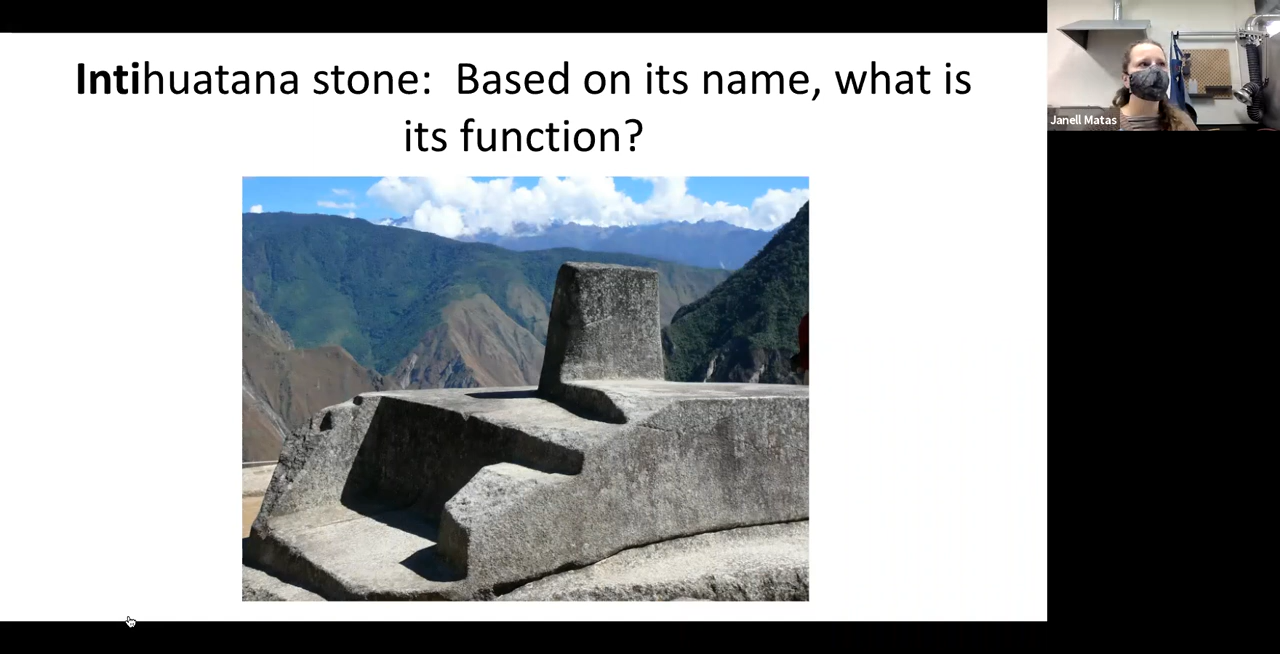 Intihuatana stone:  Based on its name, what is
its function?
Janell Matas